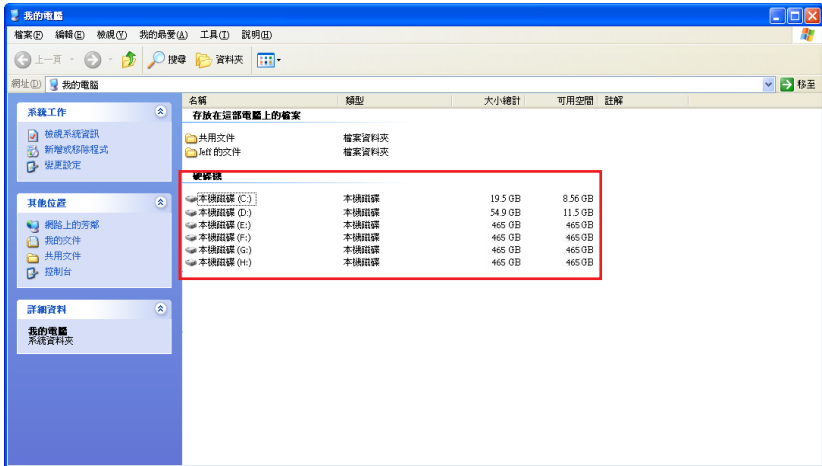 我的電腦
檔案(F) 編輯(E) 檢視(V) 我的最愛(A) 工具(T) 說明(H)
上一頁 搜尋 資料夾
網址(D) 我的電腦 移至
名稱 類型 大小總計 可用空間 註解
系統工作
檢視系統資訊
新增或移除程式
變更設定
其他位置
網路上的芳鄰
我的文件
共用文件
控制台
詳細資料
我的電腦
系統資料夾
存放在這部電腦上的檔案
共用文件 檔案資料夾
Jeff 的文件 檔案資料夾
硬碟機
本機磁碟 (C:) 本機磁碟 19.5 GB 8.56 GB
本機磁碟 (D:) 本機磁碟 54.9 GB 11.5 GB
本機磁碟 (E:) 本機磁碟 465 GB 465 GB
本機磁碟 (F:) 本機磁碟 465 GB 465 GB
本機磁碟 (G:) 本機磁碟 465 GB 465 GB
本機磁碟 (H:) 本機磁碟 465 GB 465 GB